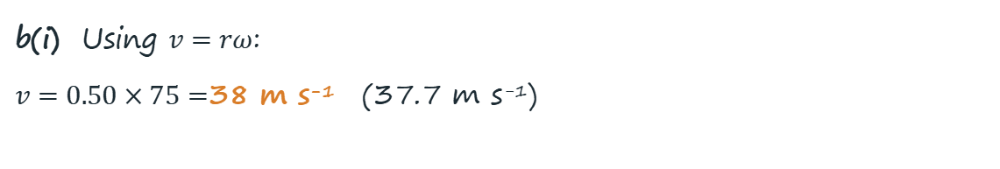 b(i) Using v = rω:
v = 0.50 × 75 =38 m s⁻¹ (37.7 m s⁻¹)